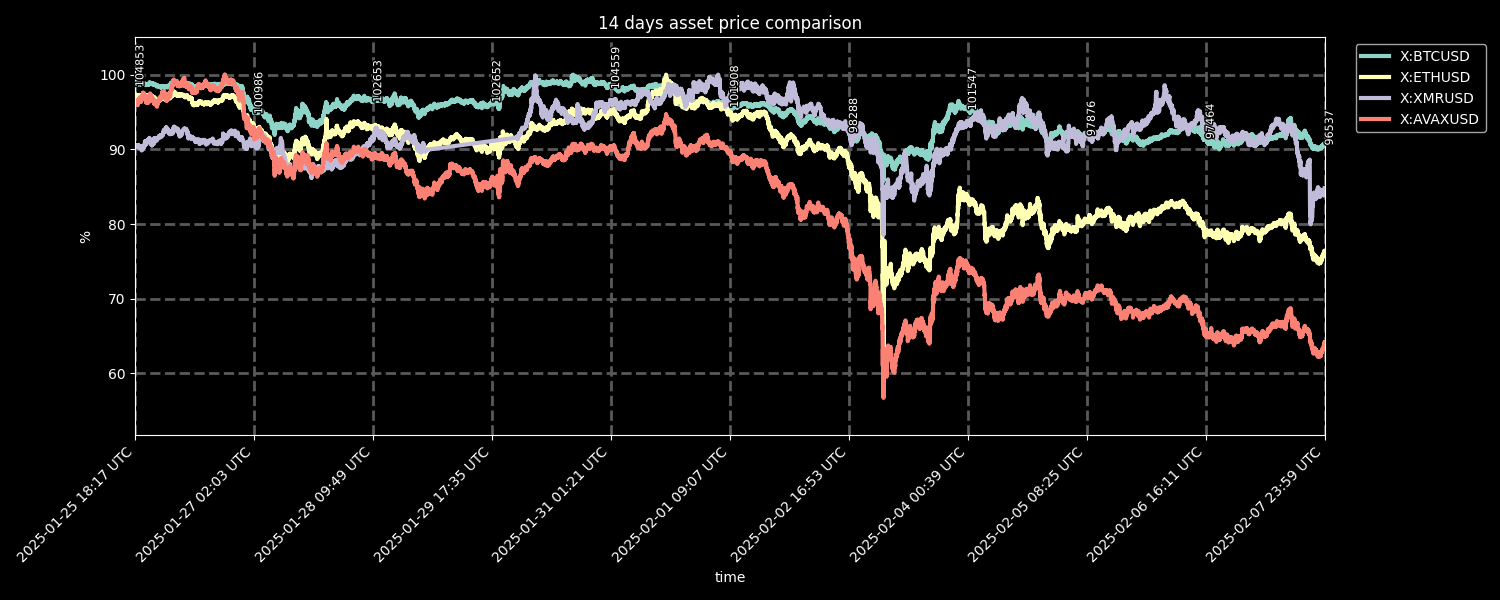 14 days asset price comparison
X:BTCUSD
X:ETHUSD
X:XMRUSD
X:AVAXUSD
100
90
80
70
60
%
104853
100986
102653
102652
104559
101908
98288
101547
97876
97464
96537
2025-01-25 18:17 UTC
2025-01-27 02:03 UTC
2025-01-28 09:49 UTC
2025-01-29 17:35 UTC
2025-01-31 01:21 UTC
2025-02-01 09:07 UTC
2025-02-02 16:53 UTC
2025-02-04 00:39 UTC
2025-02-05 08:25 UTC
2025-02-06 16:11 UTC
2025-02-07 23:59 UTC
time